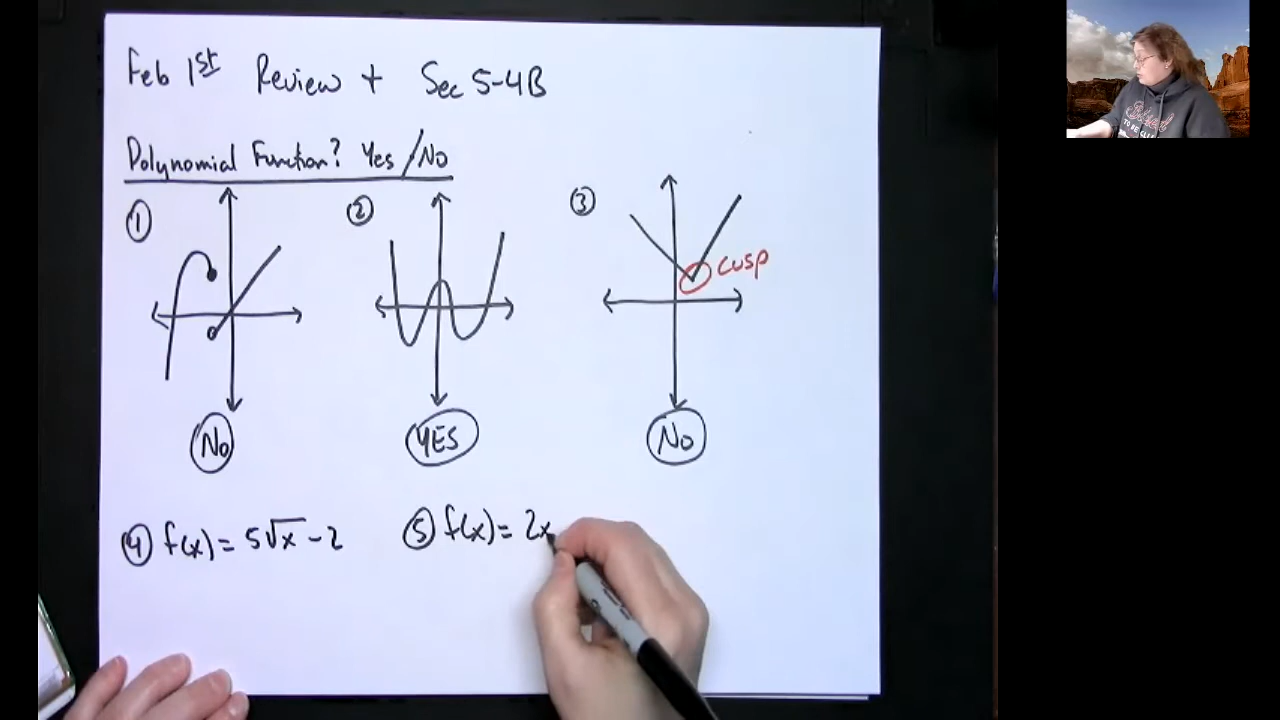 Feb 1st Review + Sec 5-4B
Polynomial Function? Yes / No
① ② ③
cusp
No YES No
④ f(x) = 5√x - 2 ⑤ f(x) = 2x